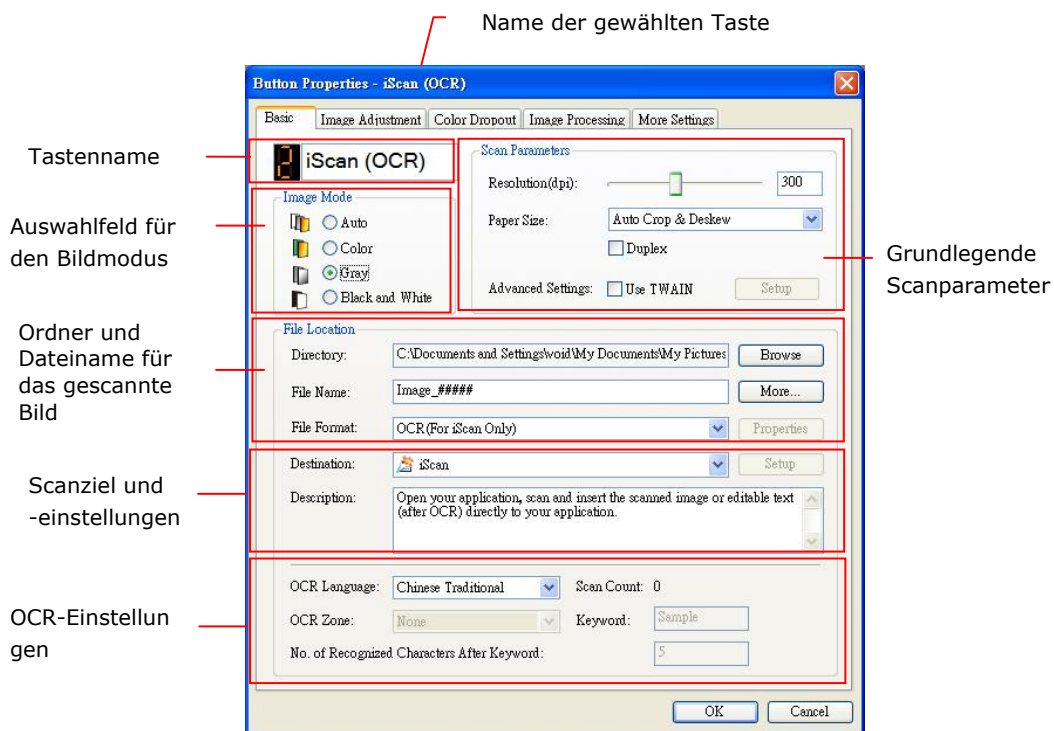 Name der gewählten Taste
Button Properties - iScan (OCR)
Basic Image Adjustment Color Dropout Image Processing More Settings
Tastenname
2 iScan (OCR)
Auswahlfeld für
den Bildmodus
Image Mode
Auto
Color
Gray
Black and White
Scan Parameters
Resolution(dpi): 300
Paper Size: Auto Crop & Deskew
Duplex
Advanced Settings: Use TWAIN Setup
Grundlegende
Scanparameter
Ordner und
Dateiname für
das gescannte
Bild
File Location
Directory: C:\Documents and Settings\void\My Documents\My Pictures Browse
File Name: Image_##### More...
File Format: OCR(For iScan Only) Properties
Scanziel und
-einstellungen
Destination: iScan Setup
Description: Open your application, scan and insert the scanned image or editable text
(after OCR) directly to your application.
OCR-Einstellun
gen
OCR Language: Chinese Traditional Scan Count: 0
OCR Zone: None Keyword: Sample
No. of Recognized Characters After Keyword: 5
OK Cancel